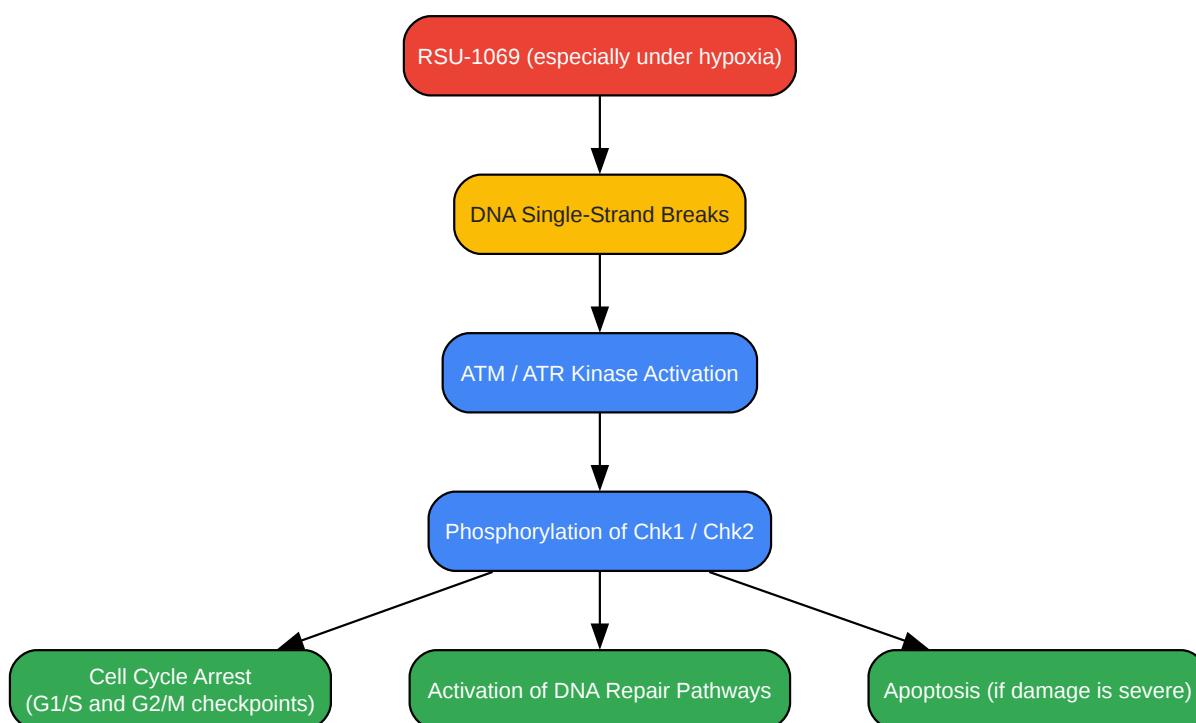 RSU-1069 (especially under hypoxia)
DNA Single-Strand Breaks
ATM / ATR Kinase Activation
Phosphorylation of Chk1 / Chk2
Cell Cycle Arrest
(G1/S and G2/M checkpoints)
Activation of DNA Repair Pathways
Apoptosis (if damage is severe)